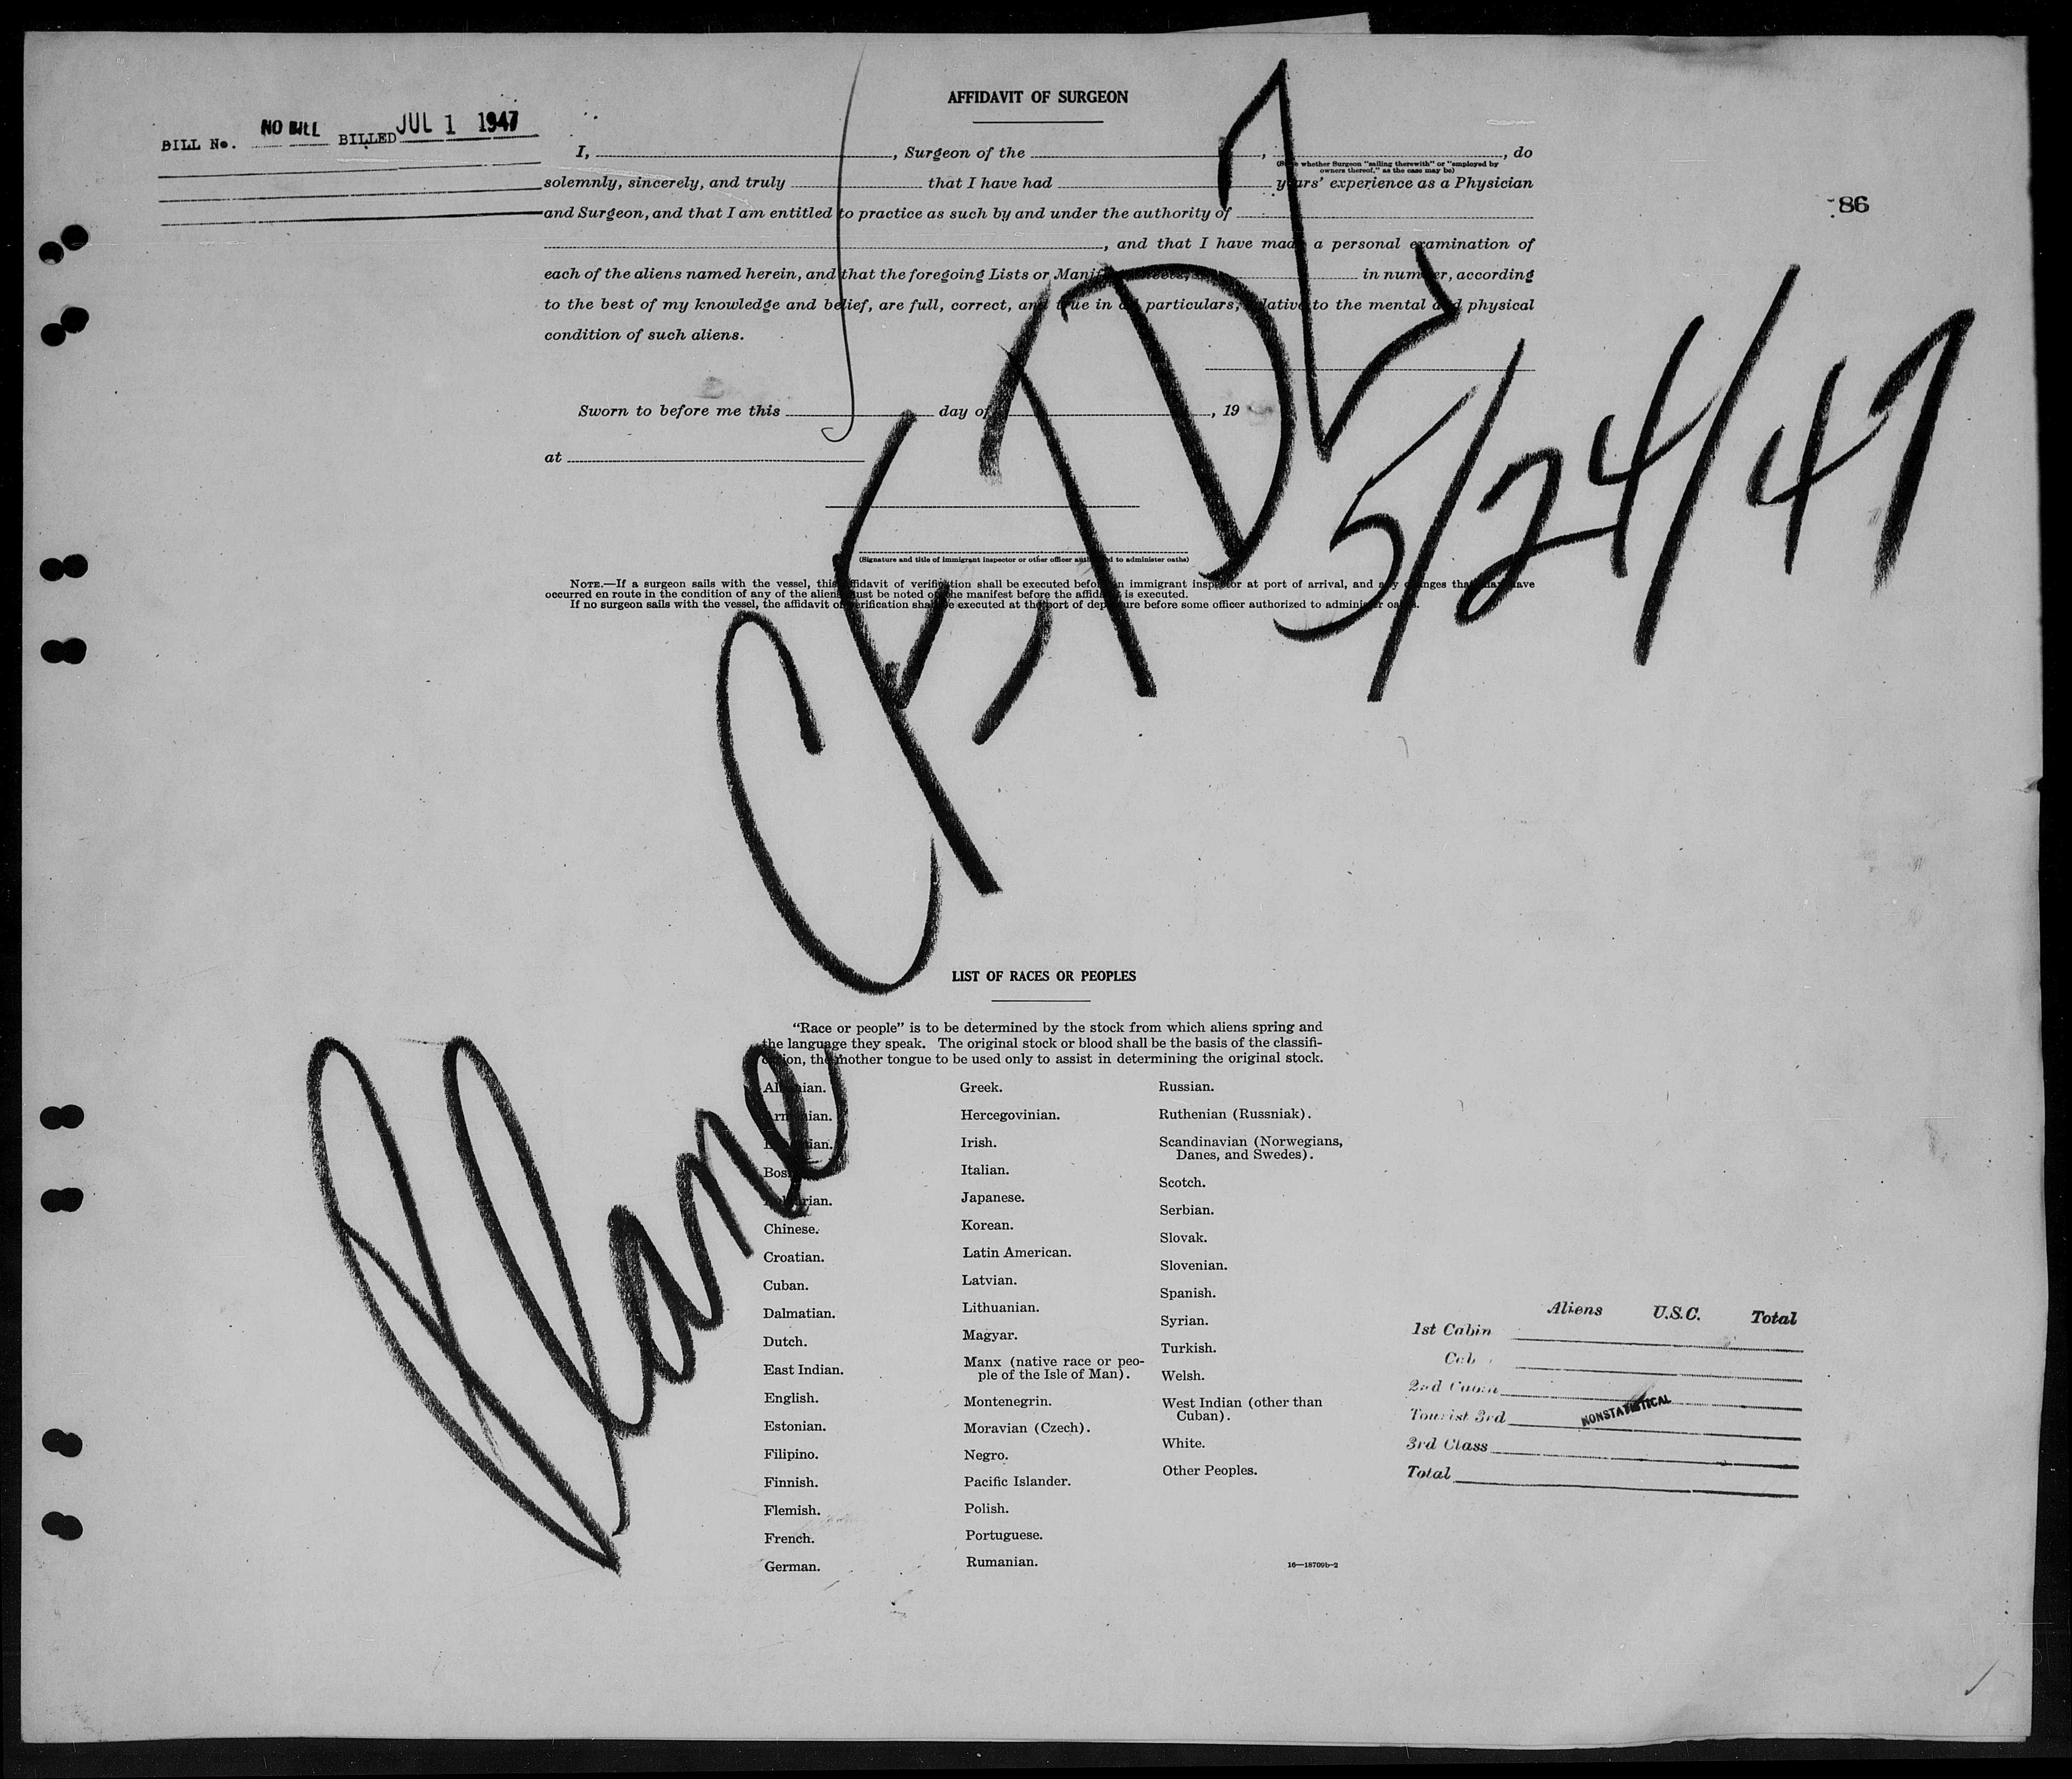 AFFIDAVIT OF SURGEON
BILL No. NO BILL BILLED JUL 1 1947
I, , Surgeon of the , , do
(State whether Surgeon "sailing therewith" or "employed by
owners thereof," as the case may be)
solemnly, sincerely, and truly that I have had years' experience as a Physician
and Surgeon, and that I am entitled to practice as such by and under the authority of
86
, and that I have made a personal examination of
each of the aliens named herein, and that the foregoing Lists or Manifest Sheets, in number, according
to the best of my knowledge and belief, are full, correct, and true in all particulars, relative to the mental and physical
condition of such aliens.
Sworn to before me this day of , 19
at
5/24/47
(Signature and title of immigrant inspector or other officer authorized to administer oaths)
NOTE.—If a surgeon sails with the vessel, this affidavit of verification shall be executed before an immigrant inspector at port of arrival, and any changes that may have
occurred en route in the condition of any of the aliens must be noted on the manifest before the affidavit is executed.
If no surgeon sails with the vessel, the affidavit of verification shall be executed at the port of departure before some officer authorized to administer oaths.
Plane
LIST OF RACES OR PEOPLES
"Race or people" is to be determined by the stock from which aliens spring and
the language they speak. The original stock or blood shall be the basis of the classifi-
cation, the mother tongue to be used only to assist in determining the original stock.
Albanian.
Armenian.
Bosnian.
Bulgarian.
Chinese.
Croatian.
Cuban.
Dalmatian.
Dutch.
East Indian.
English.
Estonian.
Filipino.
Finnish.
Flemish.
French.
German.
Greek.
Hercegovinian.
Irish.
Italian.
Japanese.
Korean.
Latin American.
Latvian.
Lithuanian.
Magyar.
Manx (native race or peo-
ple of the Isle of Man).
Montenegrin.
Moravian (Czech).
Negro.
Pacific Islander.
Polish.
Portuguese.
Rumanian.
Russian.
Ruthenian (Russniak).
Scandinavian (Norwegians,
Danes, and Swedes).
Scotch.
Serbian.
Slovak.
Slovenian.
Spanish.
Syrian.
Turkish.
Welsh.
West Indian (other than
Cuban).
White.
Other Peoples.
16—18709b-2
Aliens U.S.C. Total
1st Cabin
Cabin
2nd Cabin
Tourist 3rd
NONSTATISTICAL
3rd Class
Total